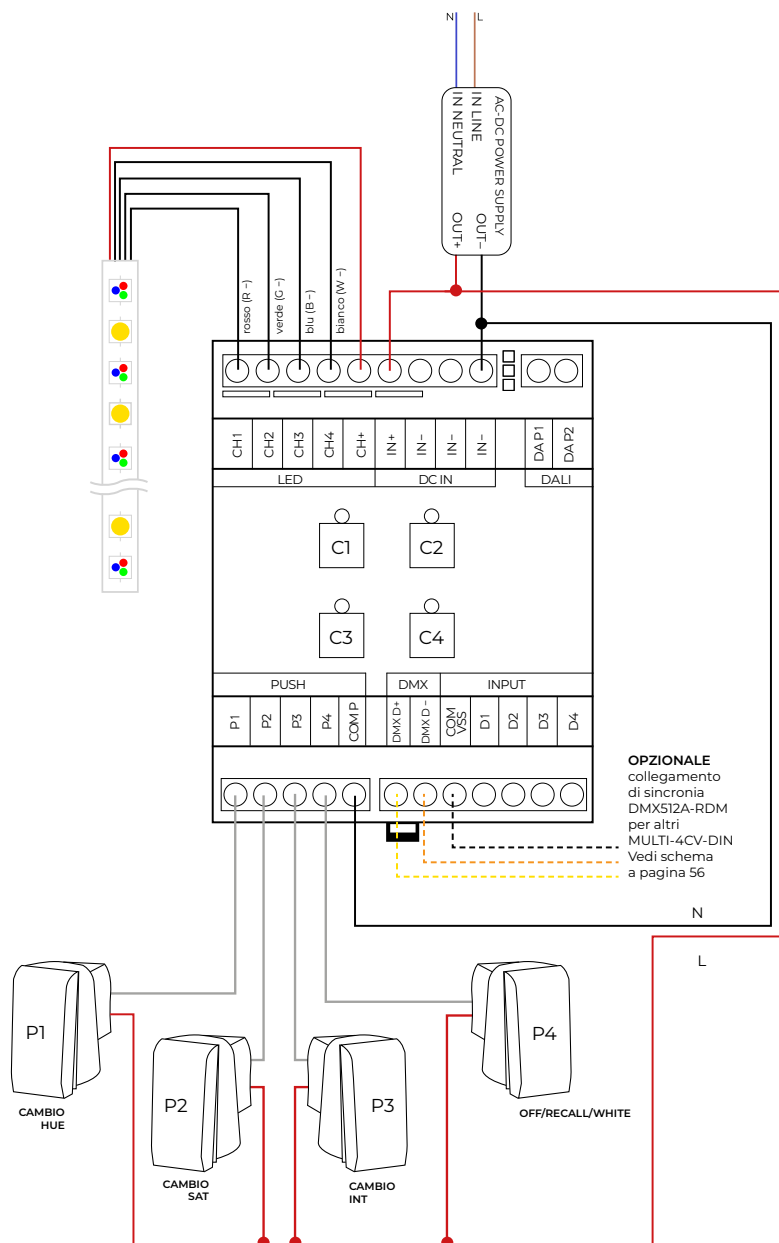 N L
AC-DC POWER SUPPLY
IN LINE
IN NEUTRAL
OUT+
OUT-
rosso (R -)
verde (G -)
blu (B -)
bianco (W -)
CH1 CH2 CH3 CH4 CH+ IN+ IN- IN- IN- DA P1 DA P2
LED DC IN DALI
C1 C2
C3 C4
PUSH DMX INPUT
P1 P2 P3 P4 COM P DMX D+ DMX D - COM VSS D1 D2 D3 D4
OPZIONALE
collegamento
di sincronia
DMX512A-RDM
per altri
MULTI-4CV-DIN
Vedi schema
a pagina 56
N
L
P1
CAMBIO
HUE
P2
CAMBIO
SAT
P3
CAMBIO
INT
P4
OFF/RECALL/WHITE